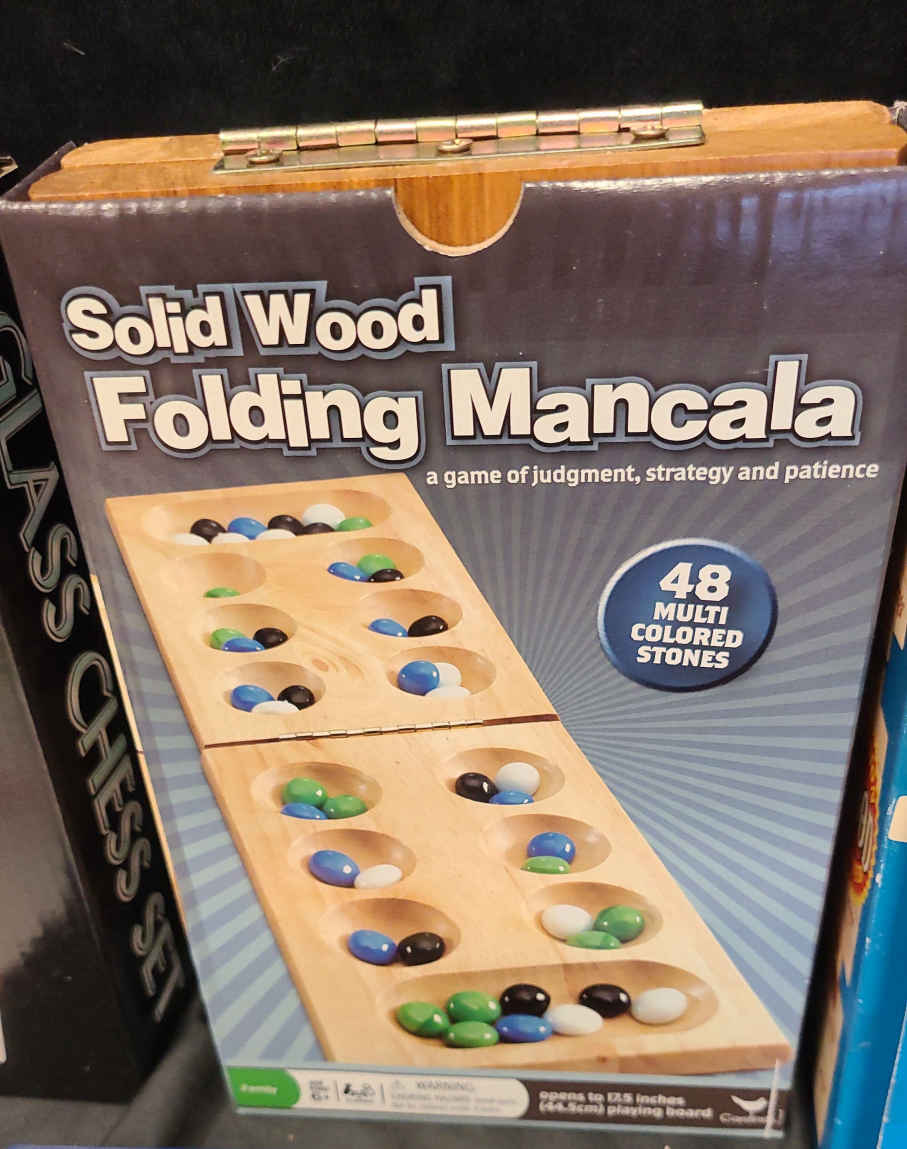 Solid Wood
Folding Mancala
a game of judgment, strategy and patience
48
MULTI
COLORED
STONES
GLASS CHESS SET
Family
6+
WARNING
opens to 17.5 inches
(44.5cm) playing board
Cardinal